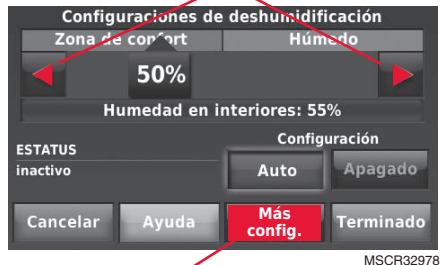 Configuraciones de deshumidificación
Zona de confort Húmedo
50%
Humedad en interiores: 55%
Configuración
ESTATUS
inactivo
Auto Apagado
Cancelar Ayuda Más config. Terminado
MSCR32978